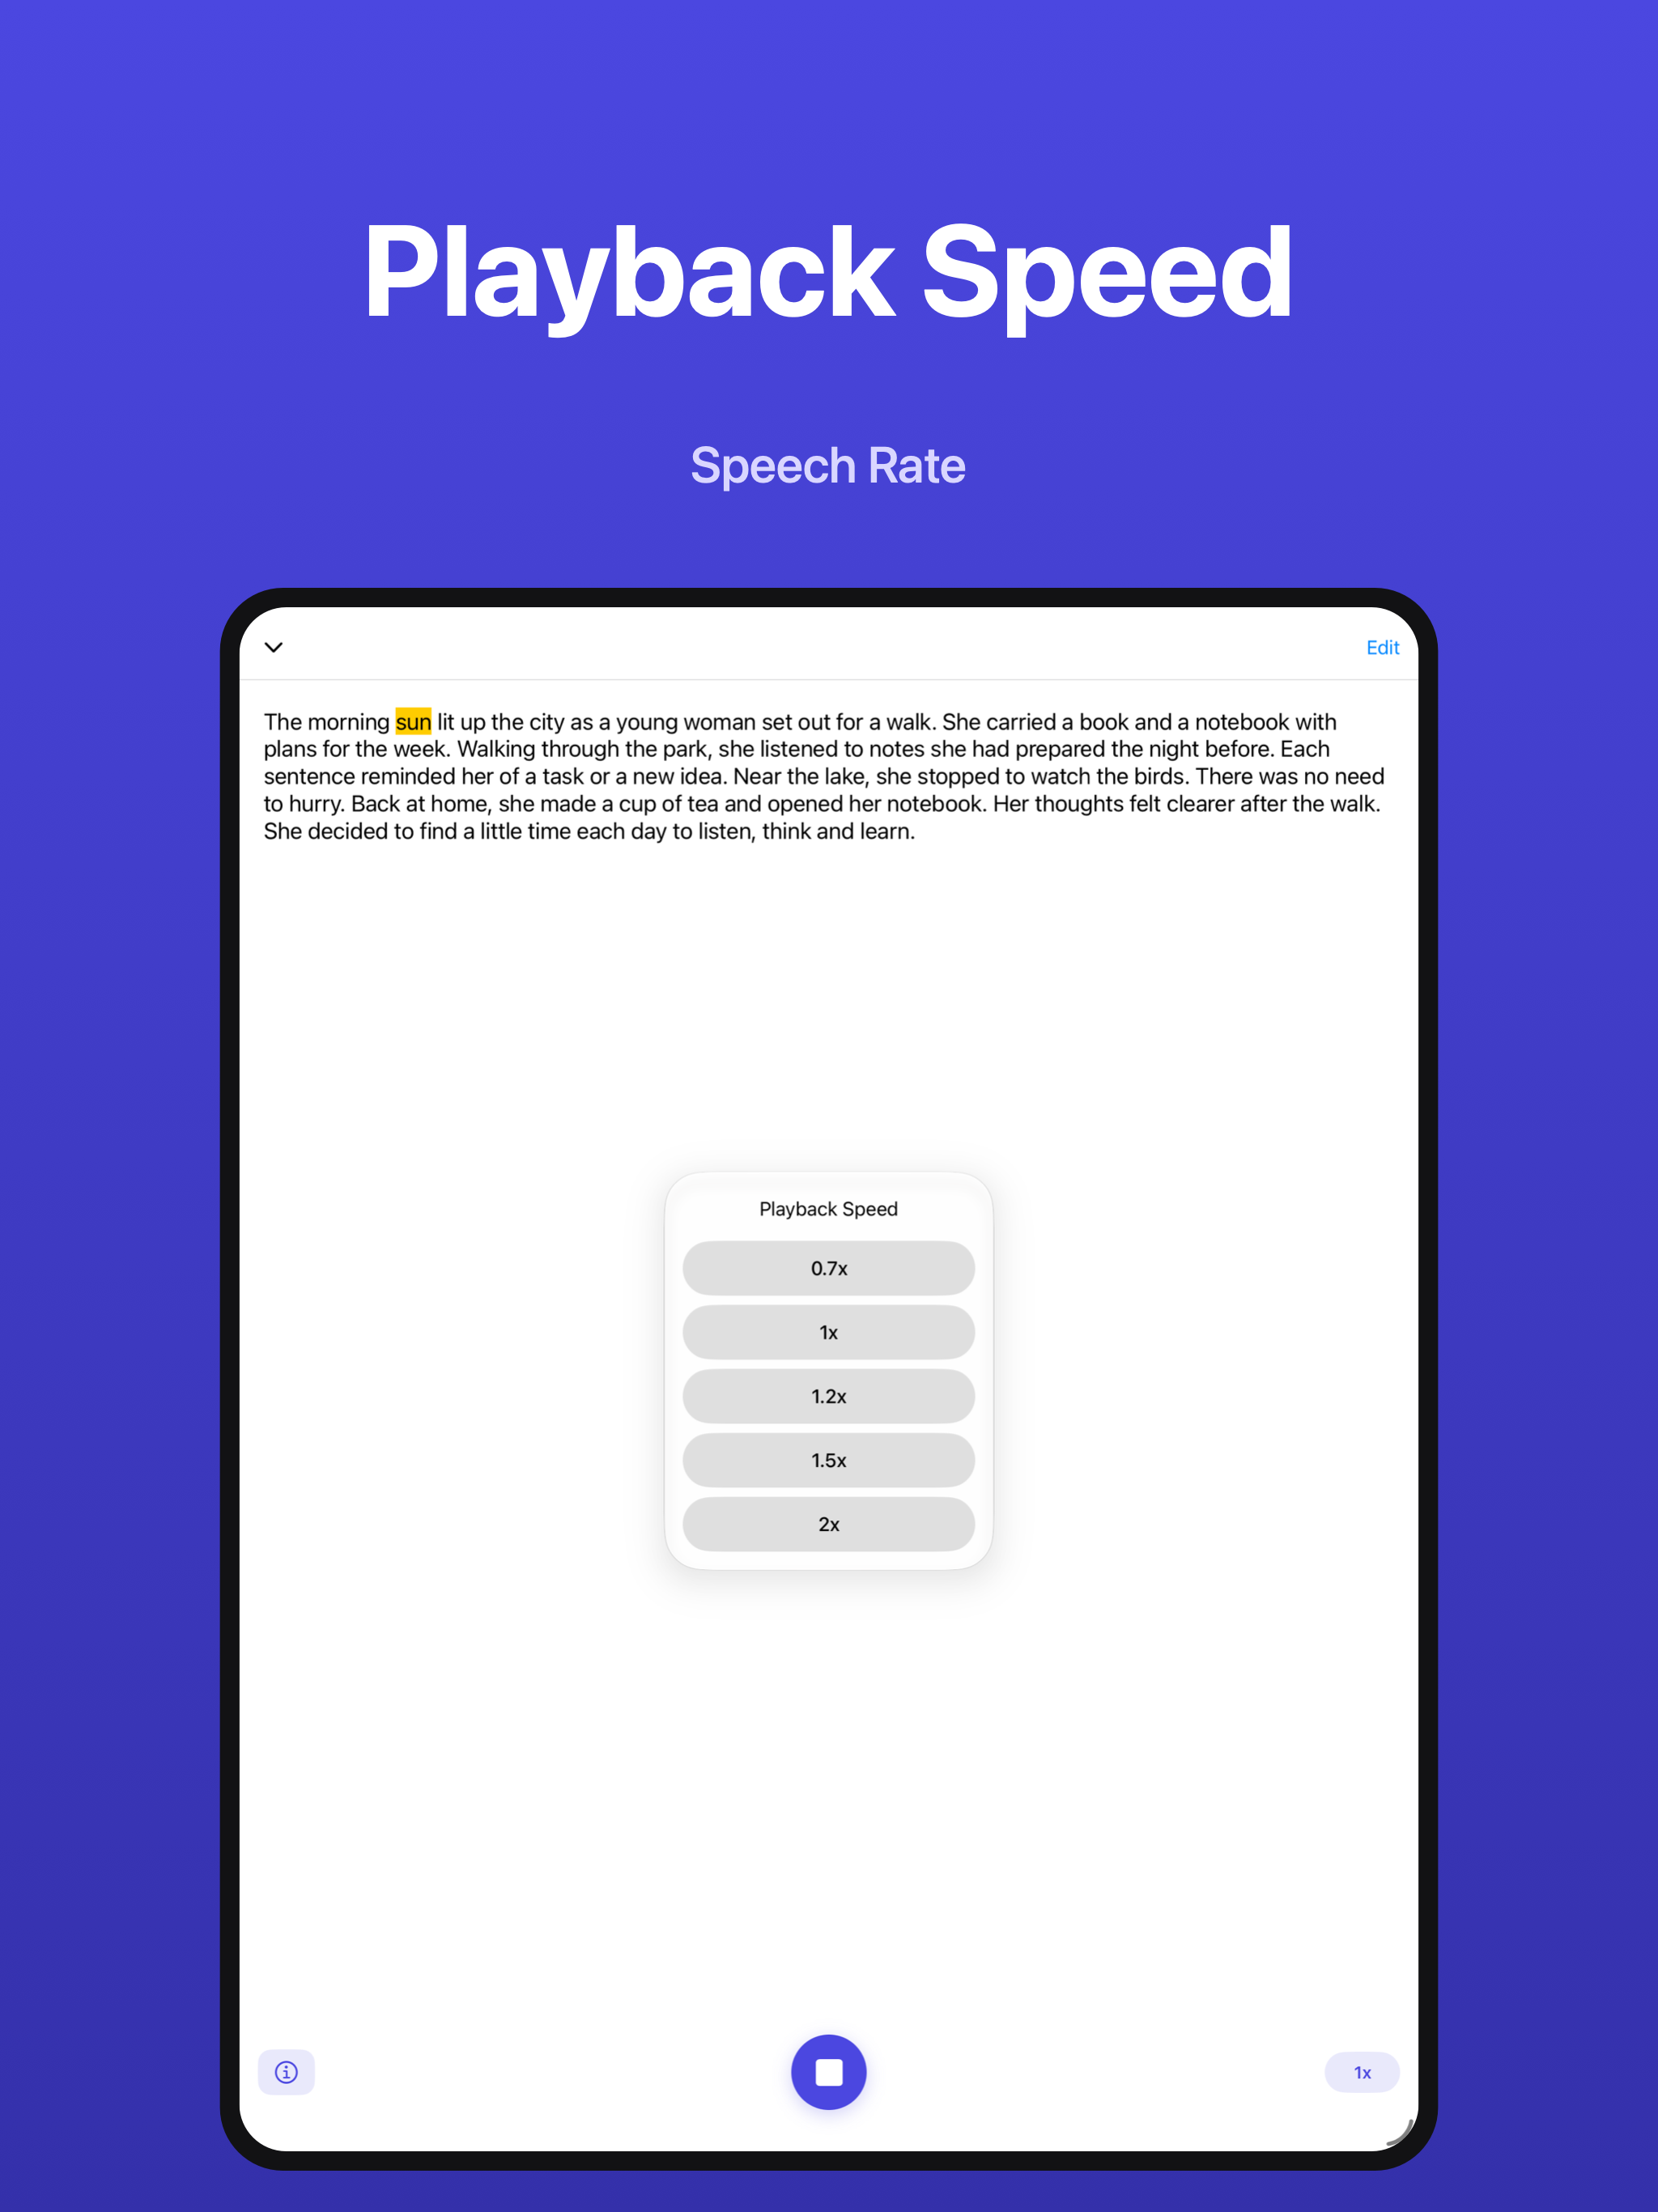 Playback Speed
Speech Rate
Edit
The morning sun lit up the city as a young woman set out for a walk. She carried a book and a notebook with
plans for the week. Walking through the park, she listened to notes she had prepared the night before. Each
sentence reminded her of a task or a new idea. Near the lake, she stopped to watch the birds. There was no need
to hurry. Back at home, she made a cup of tea and opened her notebook. Her thoughts felt clearer after the walk.
She decided to find a little time each day to listen, think and learn.
Playback Speed
0.7x
1x
1.2x
1.5x
2x
1x